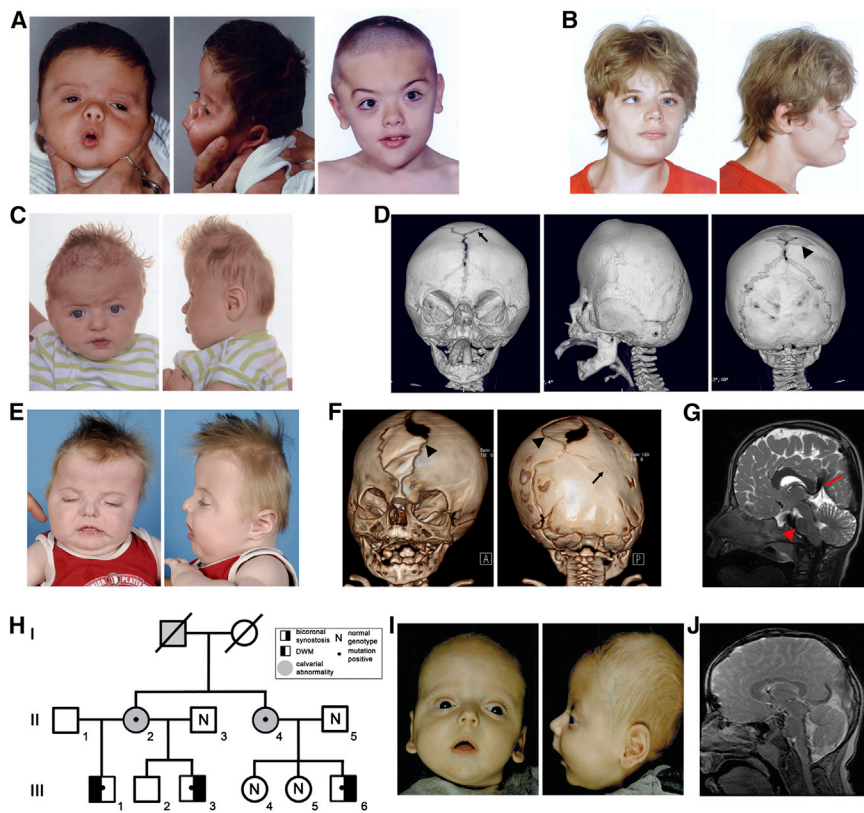 A
B
C
D
E
F
G
H
I
II
III
bicoronal
synostosis
DWM
calvarial
abnormality
N normal
genotype
mutation
positive
N
N
1
2
3
4
5
N
N
1
2
3
4
5
6
I
J
A
P
PLAYER